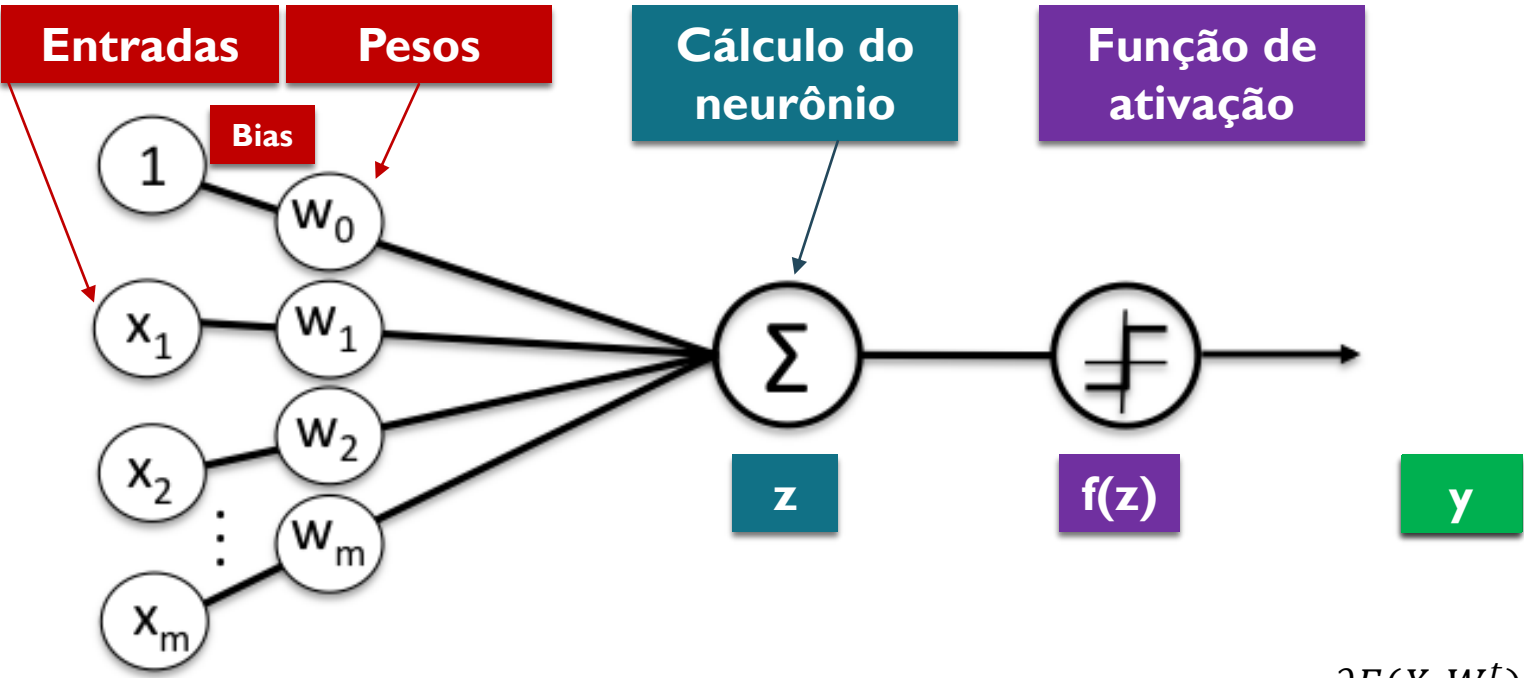 Entradas
Pesos
Cálculo do
neurônio
Função de
ativação
Bias
1
w₀
x₁
w₁
x₂
w₂
⋮
xₘ
wₘ
Σ
z
f(z)
y